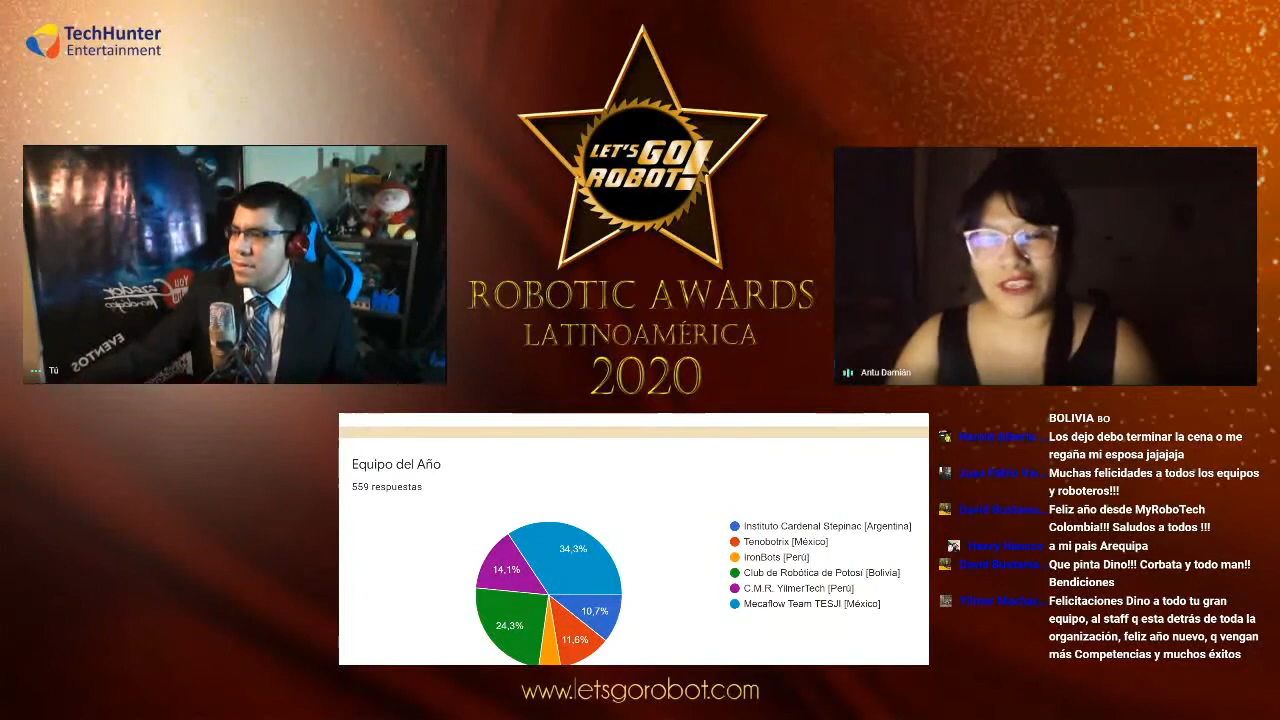 TechHunter
Entertainment
LET'S GO
ROBOT!
ROBOTIC AWARDS
LATINOAMÉRICA
2020
EVENTOS
Tú
Antu Damián
Equipo del Año
559 respuestas
34,3%
14,1%
10,7%
24,3%
11,6%
Instituto Cardenal Stepinac [Argentina]
Tenobotrix [México]
IronBots [Perú]
Club de Robótica de Potosí [Bolivia]
C.M.R. YilmerTech [Perú]
Mecaflow Team TESJI [México]
BOLIVIA BO
Los dejo debo terminar la cena o me
regaña mi esposa jajajaja
Muchas felicidades a todos los equipos
y roboteros!!!
Feliz año desde MyRoboTech
Colombia!!! Saludos a todos !!!
a mi pais Arequipa
Que pinta Dino!!! Corbata y todo man!!
Bendiciones
Felicitaciones Dino a todo tu gran
equipo, al staff q esta detrás de toda la
organización, feliz año nuevo, q vengan
más Competencias y muchos éxitos
www.letsgorobot.com